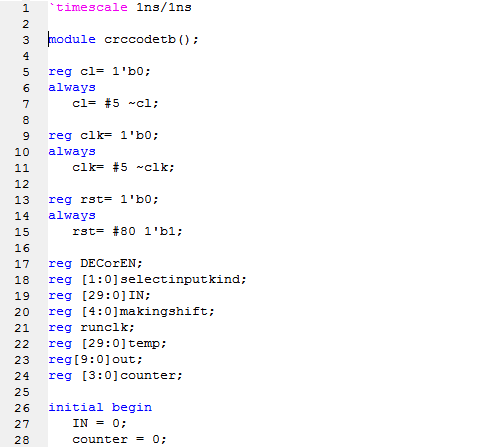 1 `timescale 1ns/1ns
2
3 module crccodetb();
4
5 reg cl= 1'b0;
6 always
7 cl= #5 ~cl;
8
9 reg clk= 1'b0;
10 always
11 clk= #5 ~clk;
12
13 reg rst= 1'b0;
14 always
15 rst= #80 1'b1;
16
17 reg DECorEN;
18 reg [1:0]selectinputkind;
19 reg [29:0]IN;
20 reg [4:0]makingshift;
21 reg runclk;
22 reg [29:0]temp;
23 reg[9:0]out;
24 reg [3:0]counter;
25
26 initial begin
27 IN = 0;
28 counter = 0;